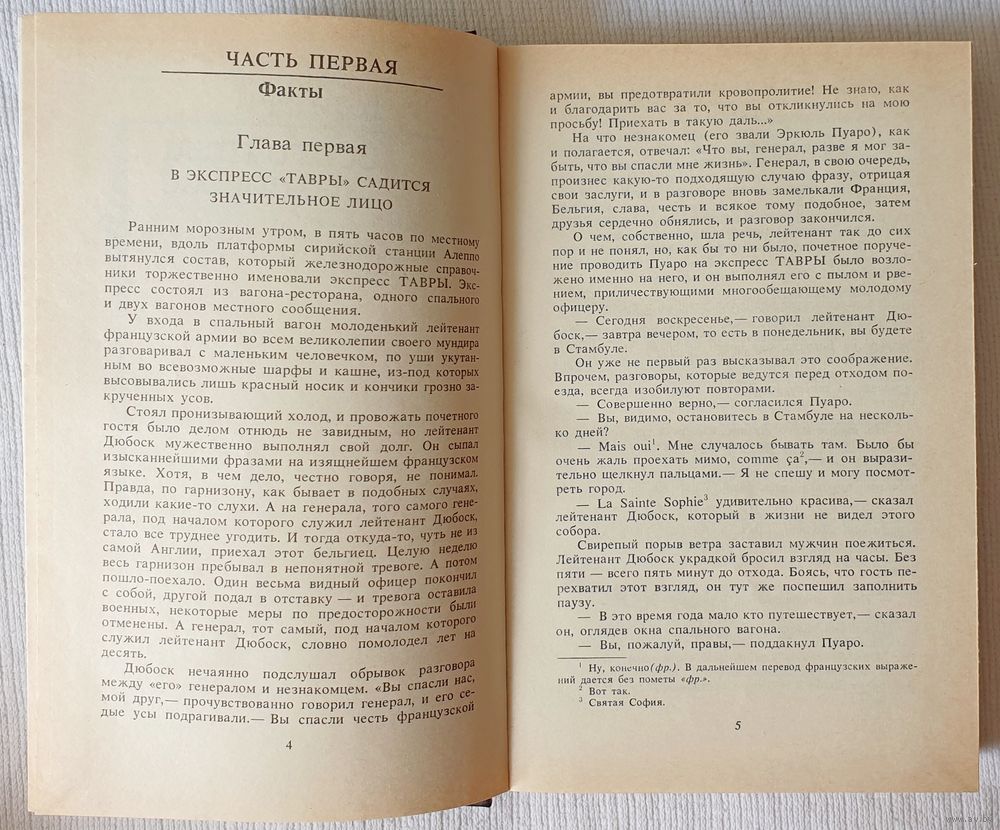 ЧАСТЬ ПЕРВАЯ
Факты
Глава первая
В ЭКСПРЕСС «ТАВРЫ» САДИТСЯ
ЗНАЧИТЕЛЬНОЕ ЛИЦО
Ранним морозным утром, в пять часов по местному
времени, вдоль платформы сирийской станции Алеппо
вытянулся состав, который железнодорожные справоч-
ники торжественно именовали экспресс ТАВРЫ. Экс-
пресс состоял из вагона-ресторана, одного спального
и двух вагонов местного сообщения.
У входа в спальный вагон молоденький лейтенант
французской армии во всем великолепии своего мундира
разговаривал с маленьким человечком, по уши укутан-
ным во всевозможные шарфы и кашне, из-под которых
высовывались лишь красный носик и кончики грозно за-
крученных усов.
Стоял пронизывающий холод, и провожать почетного
гостя было делом отнюдь не завидным, но лейтенант
Дюбоск мужественно выполнял свой долг. Он сыпал
изысканнейшими фразами на изящнейшем французском
языке. Хотя, в чем дело, честно говоря, не понимал.
Правда, по гарнизону, как бывает в подобных случаях,
ходили какие-то слухи. А на генерала, того самого гене-
рала, под началом которого служил лейтенант Дюбоск,
стало все труднее угодить. И тогда откуда-то, чуть не из
самой Англии, приехал этот бельгиец. Целую неделю
весь гарнизон пребывал в непонятной тревоге. А потом
пошло-поехало. Один весьма видный офицер покончил
с собой, другой подал в отставку — и тревога оставила
военных, некоторые меры по предосторожности были
отменены. А генерал, тот самый, под началом которого
служил лейтенант Дюбоск, словно помолодел лет на
десять.
Дюбоск нечаянно подслушал обрывок разговора
между «его» генералом и незнакомцем. «Вы спасли нас,
мой друг,— прочувствованно говорил генерал, и его се-
дые усы подрагивали.— Вы спасли честь французской
4
армии, вы предотвратили кровопролитие! Не знаю, как
и благодарить вас за то, что вы откликнулись на мою
просьбу! Приехать в такую даль...»
На что незнакомец (его звали Эркюль Пуаро), как
и полагается, отвечал: «Что вы, генерал, разве я мог за-
быть, что вы спасли мне жизнь». Генерал, в свою очередь,
произнес какую-то подходящую случаю фразу, отрицая
свои заслуги, и в разговоре вновь замелькали Франция,
Бельгия, слава, честь и всякое тому подобное, затем
друзья сердечно обнялись, и разговор закончился.
О чем, собственно, шла речь, лейтенант так до сих
пор и не понял, но, как бы то ни было, почетное поруче-
ние проводить Пуаро на экспресс ТАВРЫ было возло-
жено именно на него, и он выполнял его с пылом и рве-
нием, приличествующими многообещающему молодому
офицеру.
— Сегодня воскресенье,— говорил лейтенант Дю-
боск,— завтра вечером, то есть в понедельник, вы будете
в Стамбуле.
Он уже не первый раз высказывал это соображение.
Впрочем, разговоры, которые ведутся перед отходом по-
езда, всегда изобилуют повторами.
— Совершенно верно,— согласился Пуаро.
— Вы, видимо, остановитесь в Стамбуле на несколь-
ко дней?
— Mais oui¹. Мне случалось бывать там. Было бы
очень жаль проехать мимо, comme ça²,— и он вырази-
тельно щелкнул пальцами.— Я не спешу и могу посмот-
реть город.
— La Sainte Sophie³ удивительно красива,— сказал
лейтенант Дюбоск, который в жизни не видел этого
собора.
Свирепый порыв ветра заставил мужчин поежиться.
Лейтенант Дюбоск украдкой бросил взгляд на часы. Без
пяти — всего пять минут до отхода. Боясь, что гость пе-
рехватил этот взгляд, он тут же поспешил заполнить
паузу.
— В это время года мало кто путешествует,— сказал
он, оглядев окна спального вагона.
— Вы, пожалуй, правы,— поддакнул Пуаро.
¹ Ну, конечно (фр.). В дальнейшем перевод французских выраже-
ний дается без пометы «фр.».
² Вот так.
³ Святая София.
5
www.ay.by